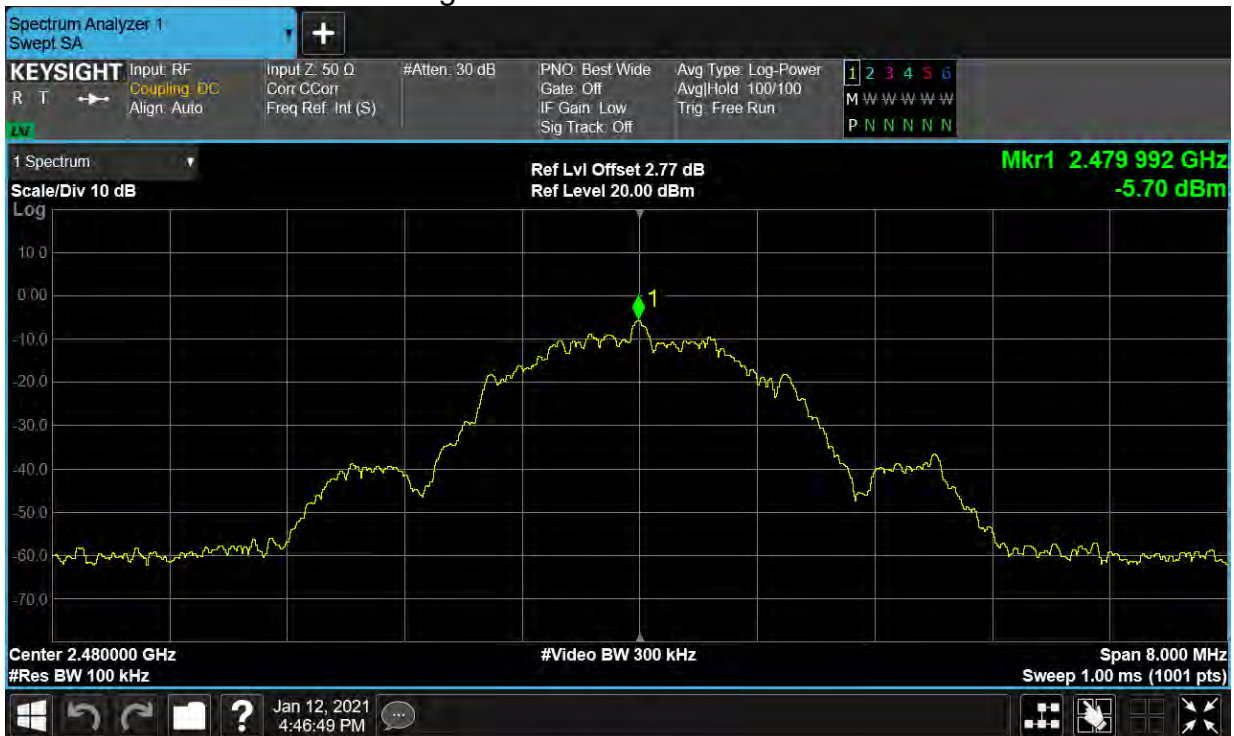 Spectrum Analyzer 1
Swept SA
+
KEYSIGHT Input: RF Input Z: 50 Ω #Atten: 30 dB PNO: Best Wide Avg Type: Log-Power 1 2 3 4 5 6
R T Coupling: DC Corr CCorr Gate: Off Avg|Hold: 100/100 M W W W W W
Align: Auto Freq Ref: Int (S) IF Gain: Low Trig: Free Run
Sig Track: Off P N N N N N
1 Spectrum
Ref Lvl Offset 2.77 dB Mkr1 2.479 992 GHz
Scale/Div 10 dB Ref Level 20.00 dBm -5.70 dBm
Log
10.0
0.00
1
-10.0
-20.0
-30.0
-40.0
-50.0
-60.0
-70.0
Center 2.480000 GHz #Video BW 300 kHz Span 8.000 MHz
#Res BW 100 kHz Sweep 1.00 ms (1001 pts)
? Jan 12, 2021
4:46:49 PM